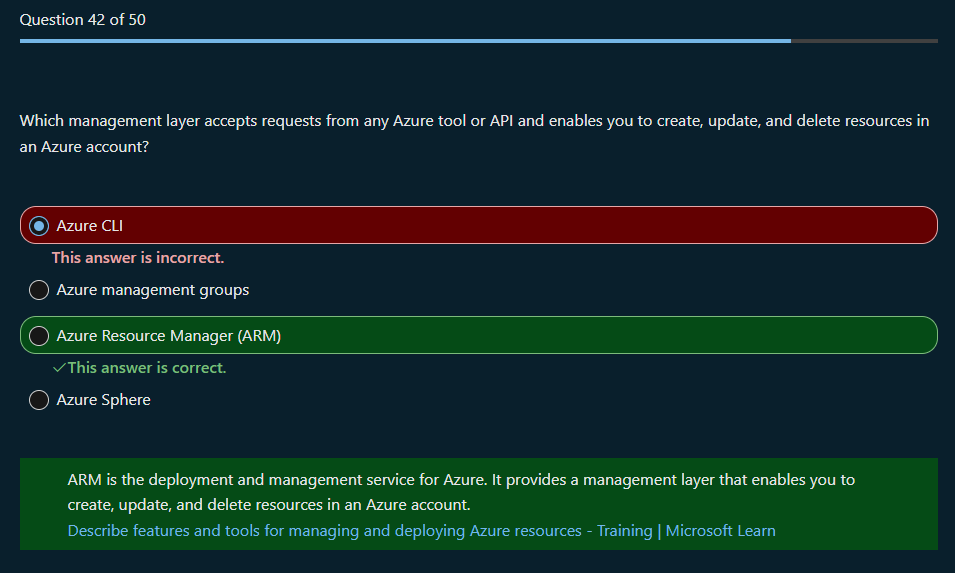 Question 42 of 50
Which management layer accepts requests from any Azure tool or API and enables you to create, update, and delete resources in
an Azure account?
Azure CLI
This answer is incorrect.
Azure management groups
Azure Resource Manager (ARM)
✓This answer is correct.
Azure Sphere
ARM is the deployment and management service for Azure. It provides a management layer that enables you to
create, update, and delete resources in an Azure account.
Describe features and tools for managing and deploying Azure resources - Training | Microsoft Learn